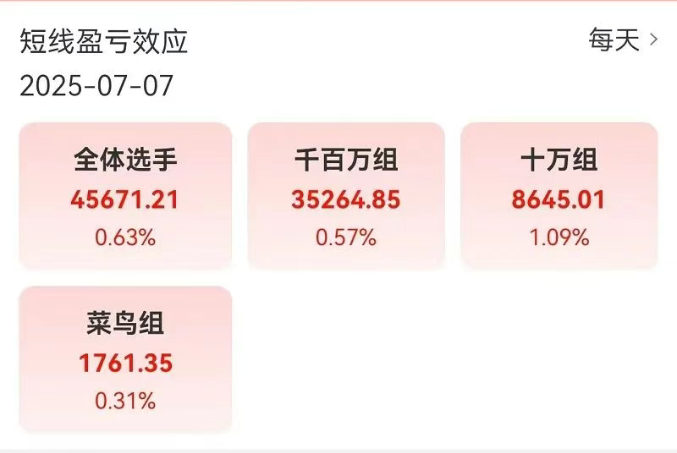 短线盈亏效应
每天 >
2025-07-07
全体选手
45671.21
0.63%
千百万组
35264.85
0.57%
十万组
8645.01
1.09%
菜鸟组
1761.35
0.31%